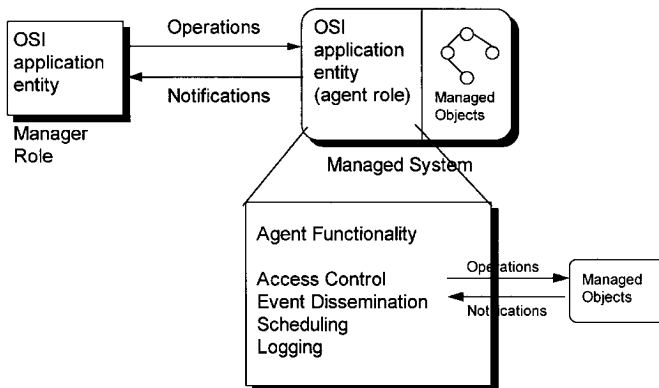 OSI
application
entity
Manager
Role
Operations
Notifications
OSI
application
entity
(agent role)
Managed
Objects
Managed System
Agent Functionality
Access Control
Event Dissemination
Scheduling
Logging
Operations
Notifications
Managed
Objects